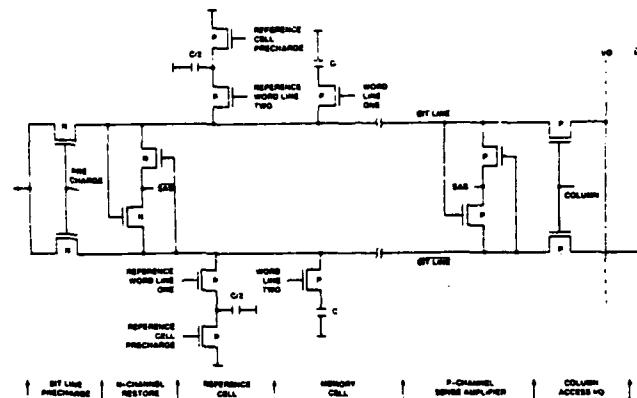 REFERENCE
CELL
PRECHARGE
C/2
C
REFERENCE
WORD LINE
TWO
WORD
LINE
ONE
I/O
BIT LINE
N
N
P
P
P
PRE
CHARGE
SAS
SAS
COLUMN
N
N
P
P
P
BIT LINE
REFERENCE
WORD LINE
ONE
WORD
LINE
TWO
P
P
C/2
C
REFERENCE
CELL
PRECHARGE
P
BIT LINE
PRECHARGE
N-CHANNEL
RESTORE
REFERENCE
CELL
MEMORY
CELL
P-CHANNEL
SENSE AMPLIFIER
COLUMN
ACCESS I/O